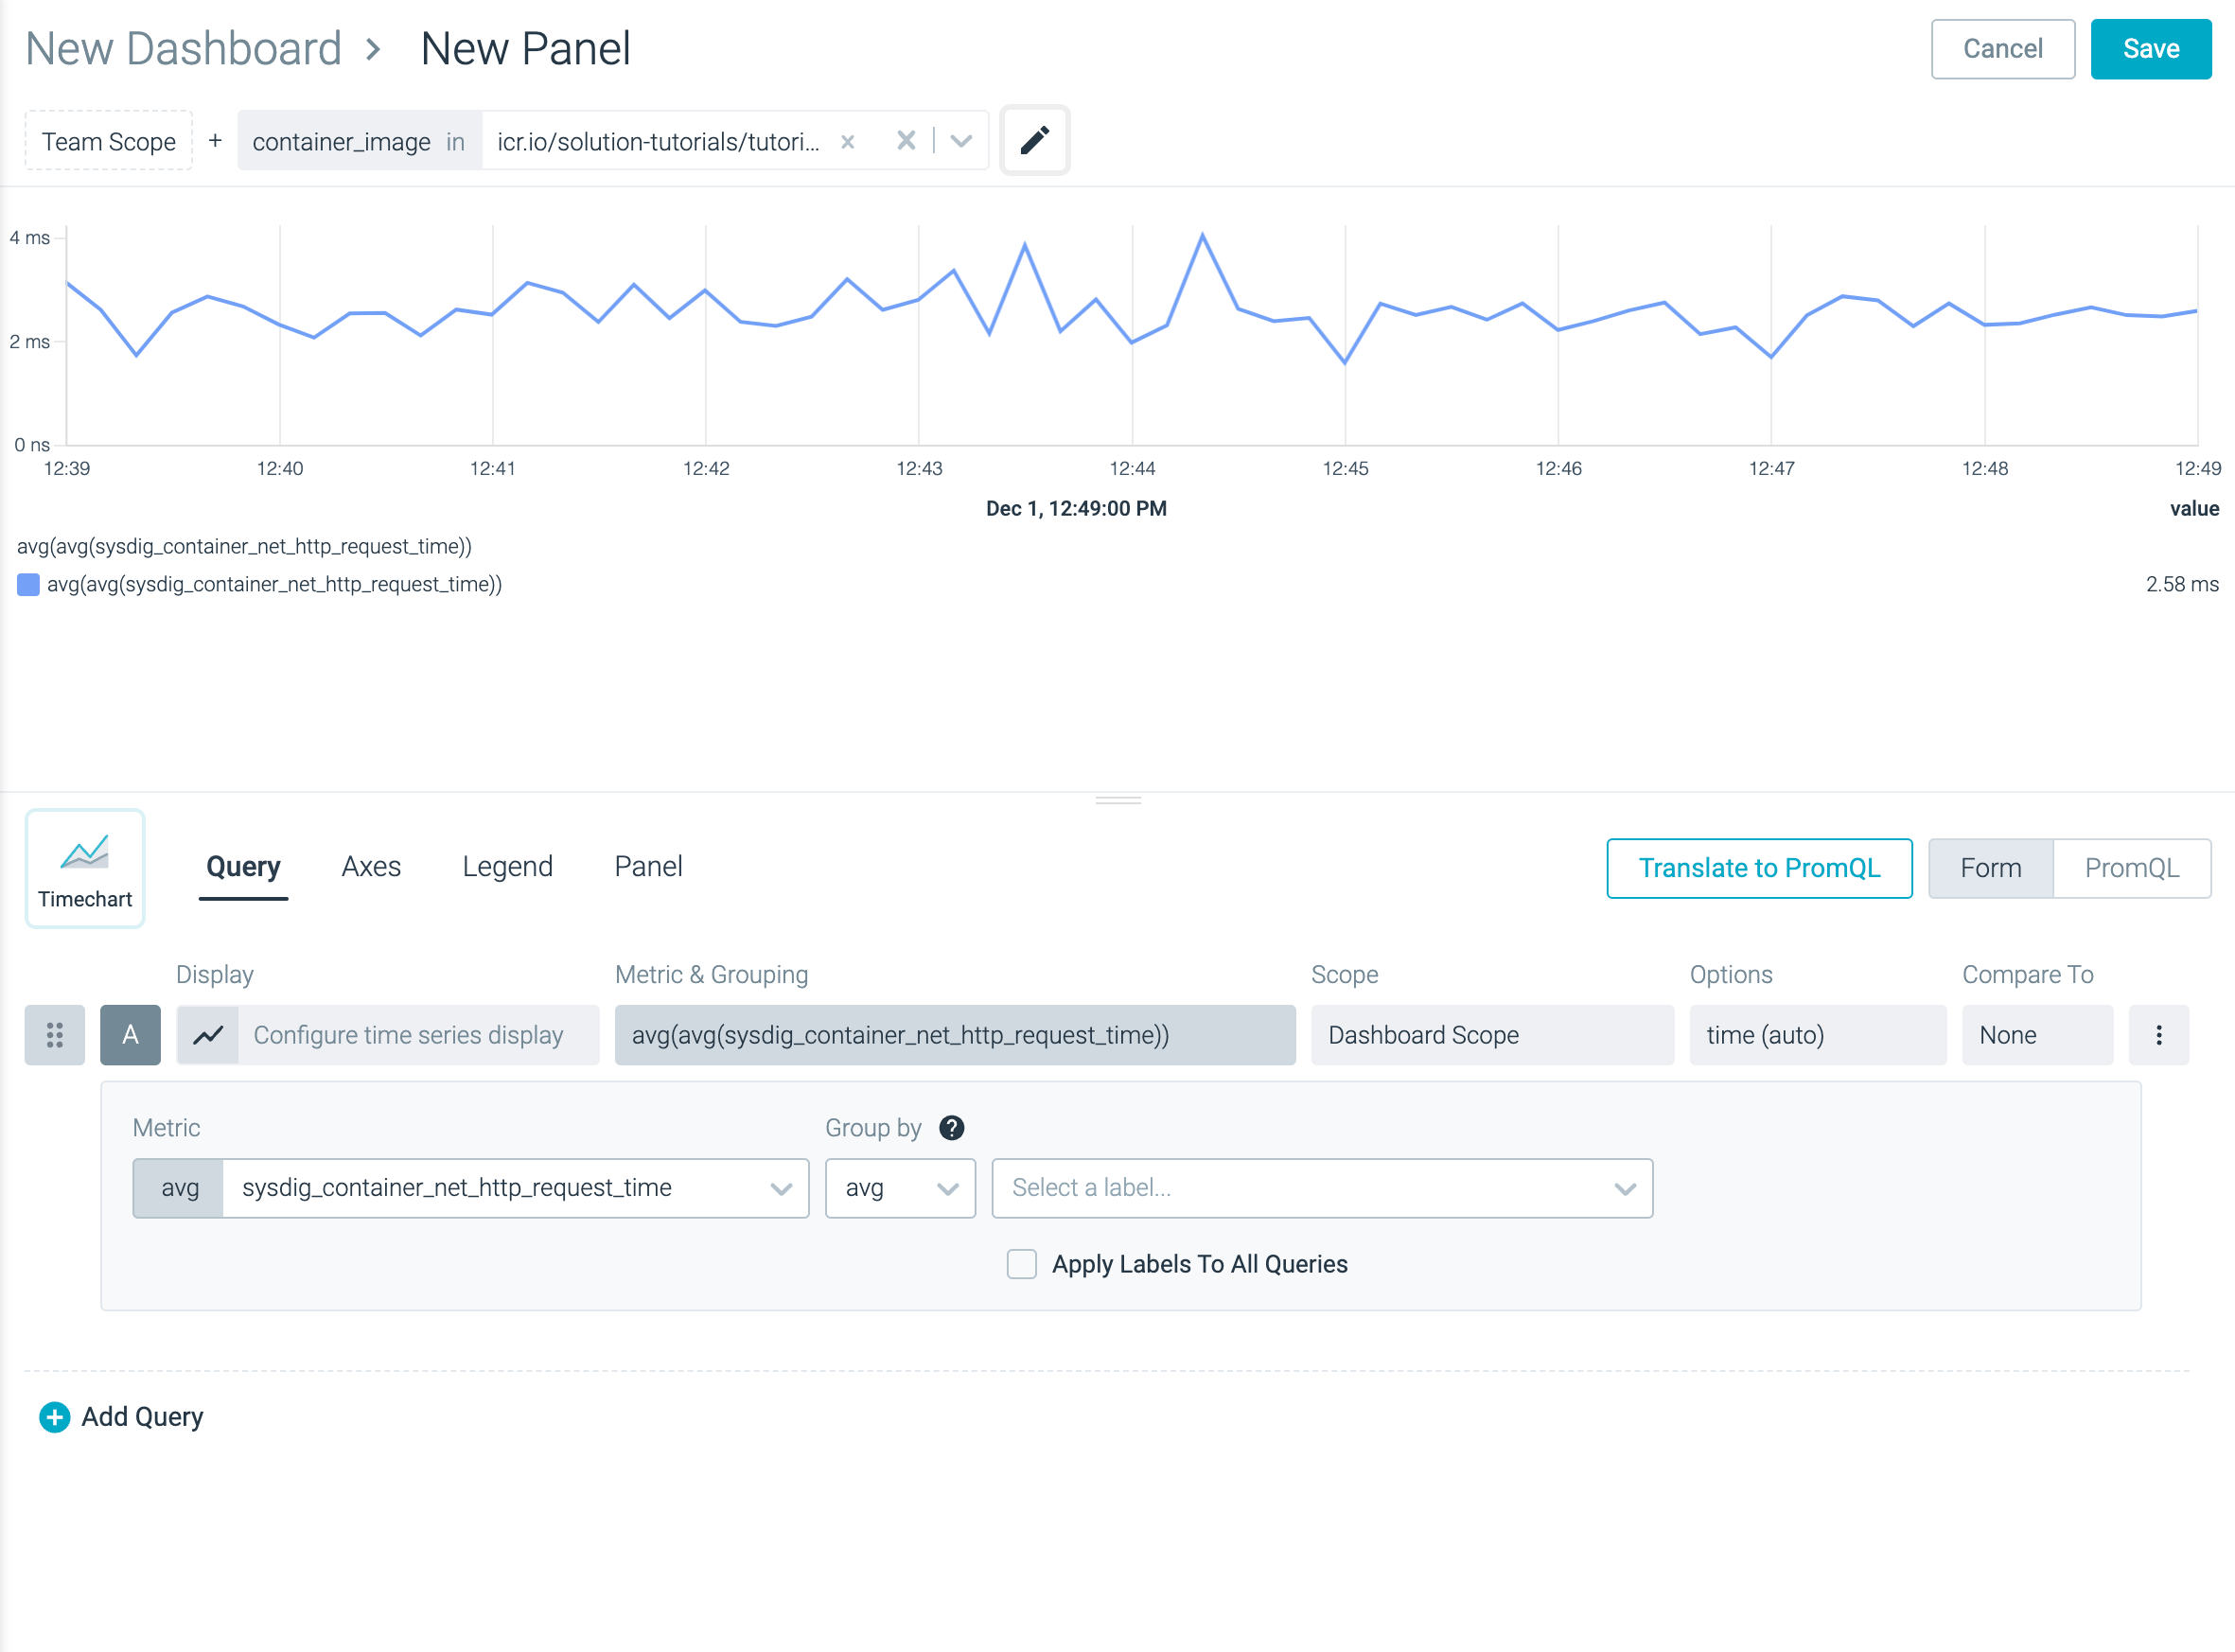 New Dashboard > New Panel
Cancel
Save
Team Scope + container_image in icr.io/solution-tutorials/tutori...
4 ms
2 ms
0 ns
12:39 12:40 12:41 12:42 12:43 12:44 12:45 12:46 12:47 12:48 12:49
Dec 1, 12:49:00 PM value
avg(avg(sysdig_container_net_http_request_time))
avg(avg(sysdig_container_net_http_request_time)) 2.58 ms
Timechart
Query Axes Legend Panel
Translate to PromQL
Form PromQL
Display Metric & Grouping Scope Options Compare To
A Configure time series display avg(avg(sysdig_container_net_http_request_time)) Dashboard Scope time (auto) None
Metric Group by ?
avg sysdig_container_net_http_request_time avg Select a label...
Apply Labels To All Queries
Add Query